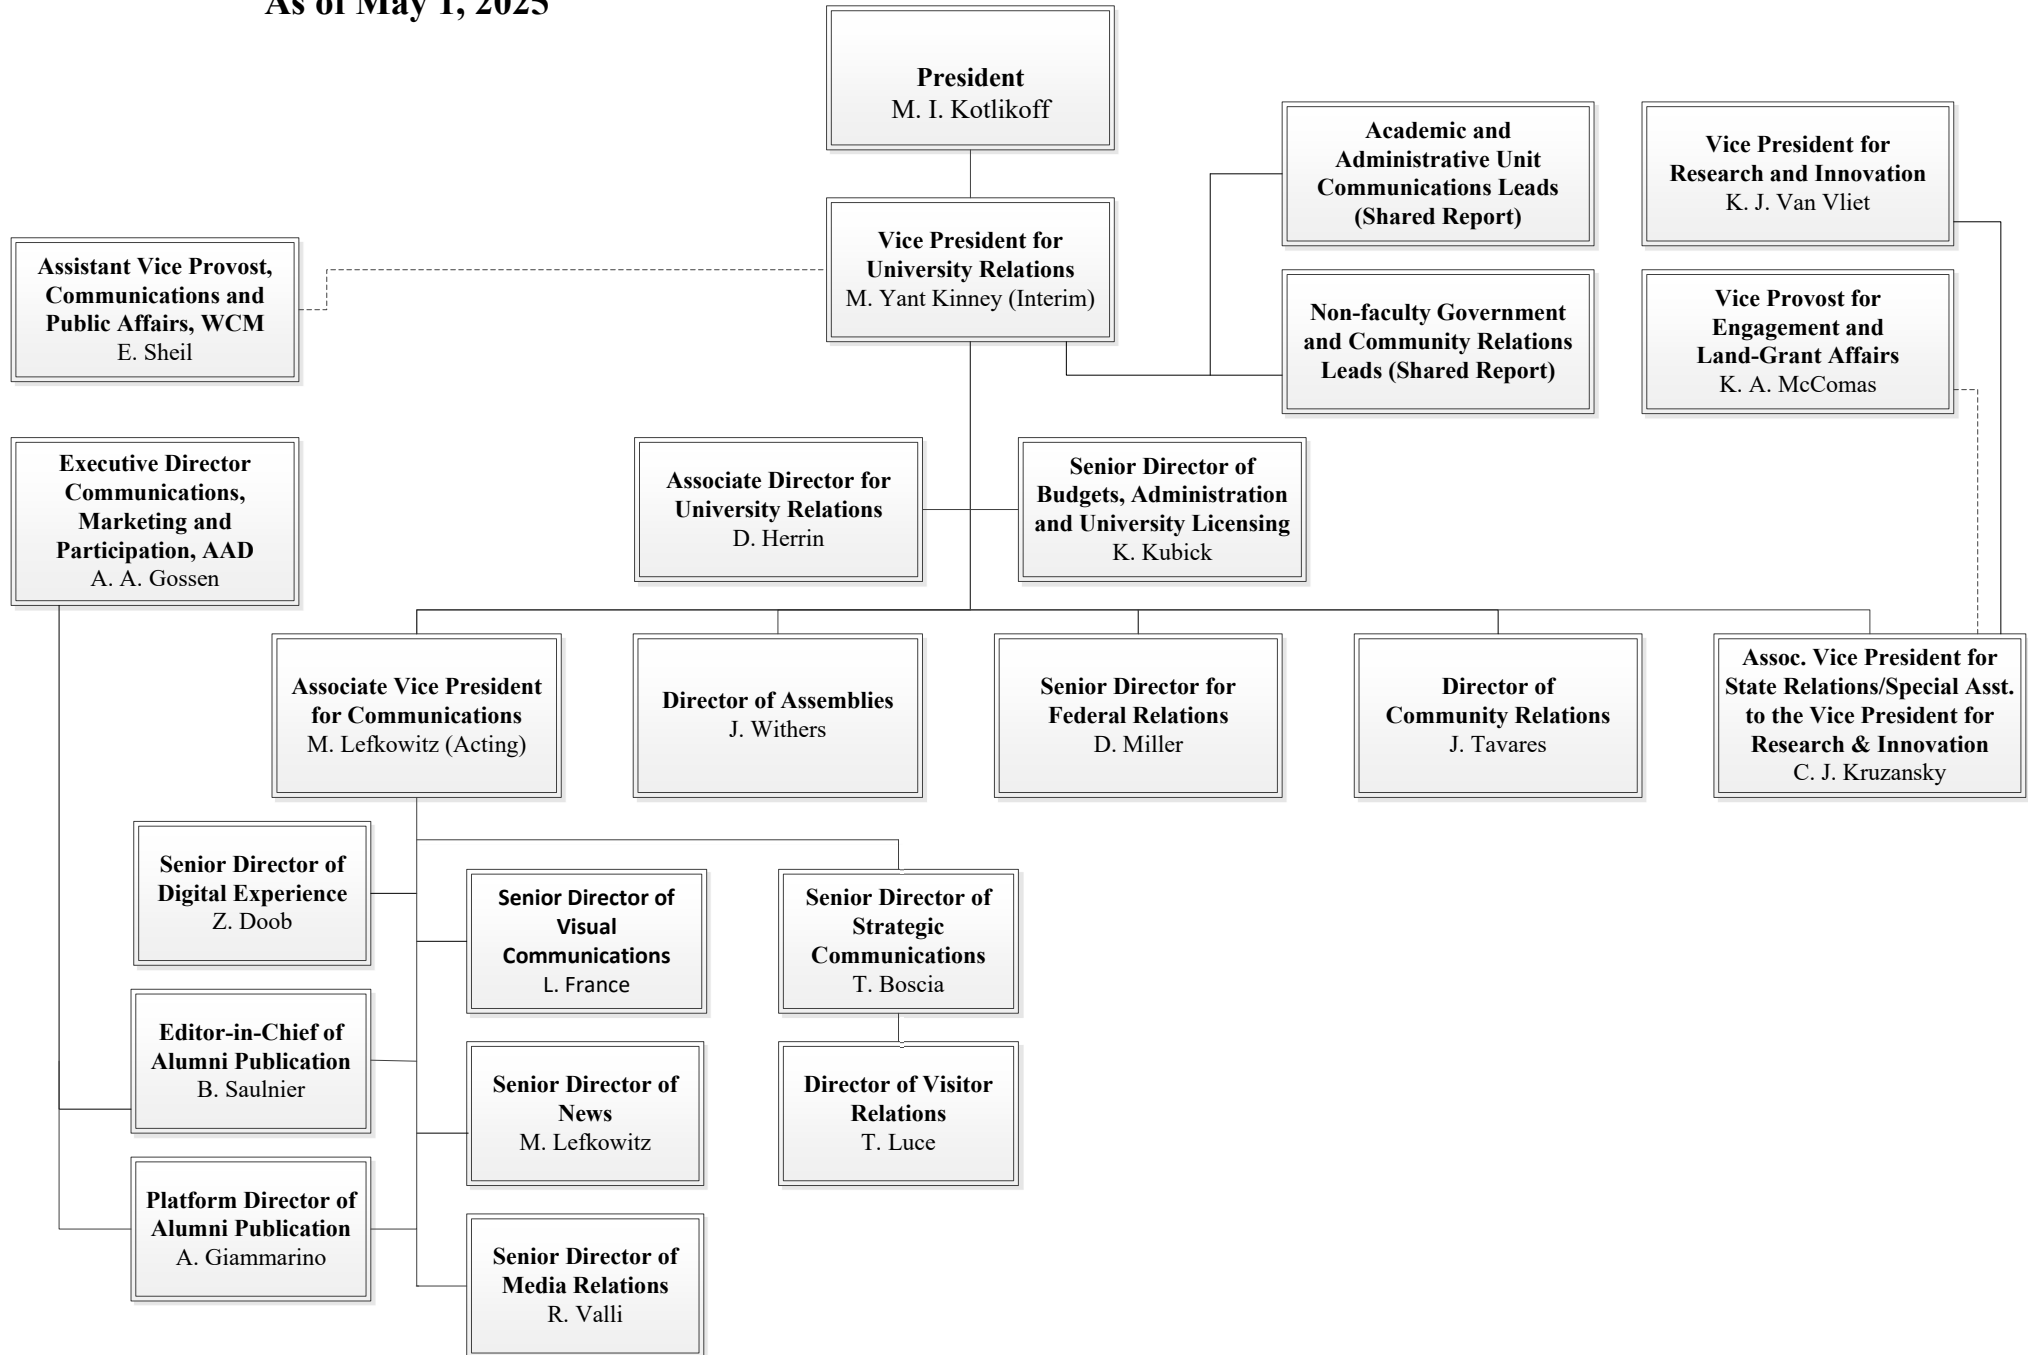 As of May 1, 2025
President
M. I. Kotlikoff
Academic and
Administrative Unit
Communications Leads
(Shared Report)
Vice President for
Research and Innovation
K. J. Van Vliet
Vice President for
University Relations
M. Yant Kinney (Interim)
Assistant Vice Provost,
Communications and
Public Affairs, WCM
E. Sheil
Non-faculty Government
and Community Relations
Leads (Shared Report)
Vice Provost for
Engagement and
Land-Grant Affairs
K. A. McComas
Executive Director
Communications,
Marketing and
Participation, AAD
A. A. Gossen
Associate Director for
University Relations
D. Herrin
Senior Director of
Budgets, Administration
and University Licensing
K. Kubick
Associate Vice President
for Communications
M. Lefkowitz (Acting)
Director of Assemblies
J. Withers
Senior Director for
Federal Relations
D. Miller
Director of
Community Relations
J. Tavares
Assoc. Vice President for
State Relations/Special Asst.
to the Vice President for
Research & Innovation
C. J. Kruzansky
Senior Director of
Digital Experience
Z. Doob
Senior Director of
Visual
Communications
L. France
Senior Director of
Strategic
Communications
T. Boscia
Editor-in-Chief of
Alumni Publication
B. Saulnier
Senior Director of
News
M. Lefkowitz
Director of Visitor
Relations
T. Luce
Platform Director of
Alumni Publication
A. Giammarino
Senior Director of
Media Relations
R. Valli